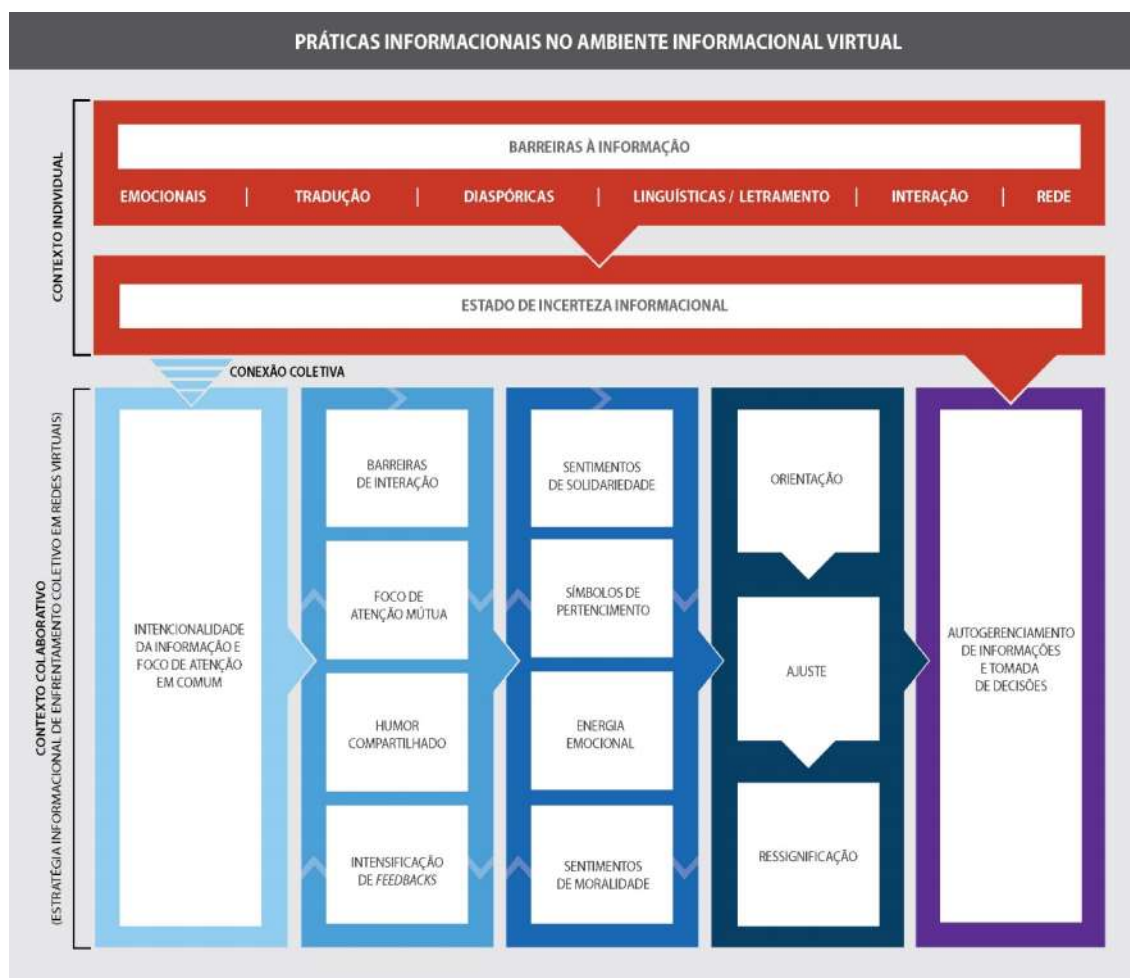 PRÁTICAS INFORMACIONAIS NO AMBIENTE INFORMACIONAL VIRTUAL
CONTEXTO INDIVIDUAL
BARREIRAS À INFORMAÇÃO
EMOCIONAIS | TRADUÇÃO | DIASPÓRICAS | LINGUÍSTICAS / LETRAMENTO | INTERAÇÃO | REDE
ESTADO DE INCERTEZA INFORMACIONAL
CONEXÃO COLETIVA
CONTEXTO COLABORATIVO
(ESTRATÉGIA INFORMACIONAL DE ENFRENTAMENTO COLETIVO EM REDES VIRTUAIS)
INTENCIONALIDADE
DA INFORMAÇÃO E
FOCO DE ATENÇÃO
EM COMUM
BARREIRAS
DE INTERAÇÃO
FOCO DE
ATENÇÃO MÚTUA
HUMOR
COMPARTILHADO
INTENSIFICAÇÃO
DE FEEDBACKS
SENTIMENTOS
DE SOLIDARIEDADE
SÍMBOLOS DE
PERTENCIMENTO
ENERGIA
EMOCIONAL
SENTIMENTOS
DE MORALIDADE
ORIENTAÇÃO
AJUSTE
RESSIGNIFICAÇÃO
AUTOGERENCIAMENTO
DE INFORMAÇÕES
E TOMADA
DE DECISÕES